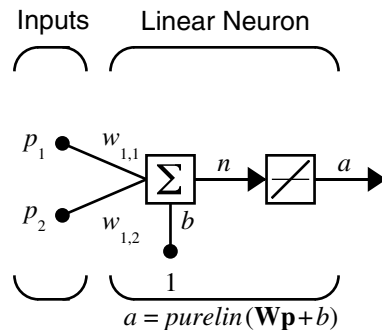 Inputs Linear Neuron
p1 w1,1 n a
Σ
p2 w1,2 b
1
a = purelin(Wp+b)